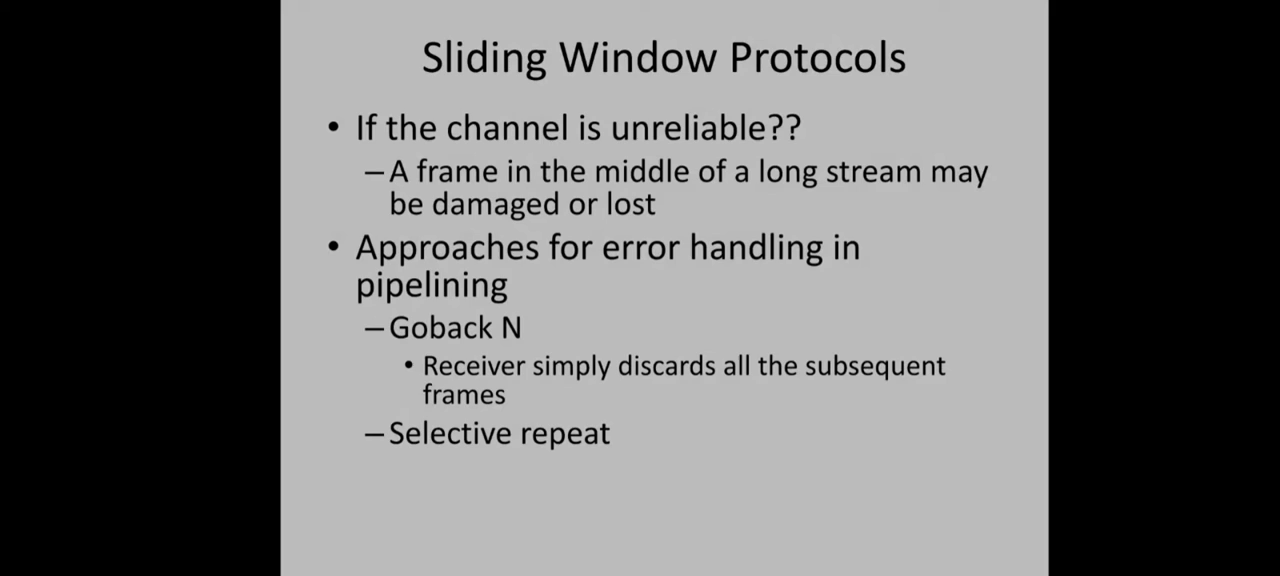 Sliding Window Protocols
• If the channel is unreliable??
–A frame in the middle of a long stream may
be damaged or lost
• Approaches for error handling in
pipelining
–Goback N
• Receiver simply discards all the subsequent
frames
–Selective repeat